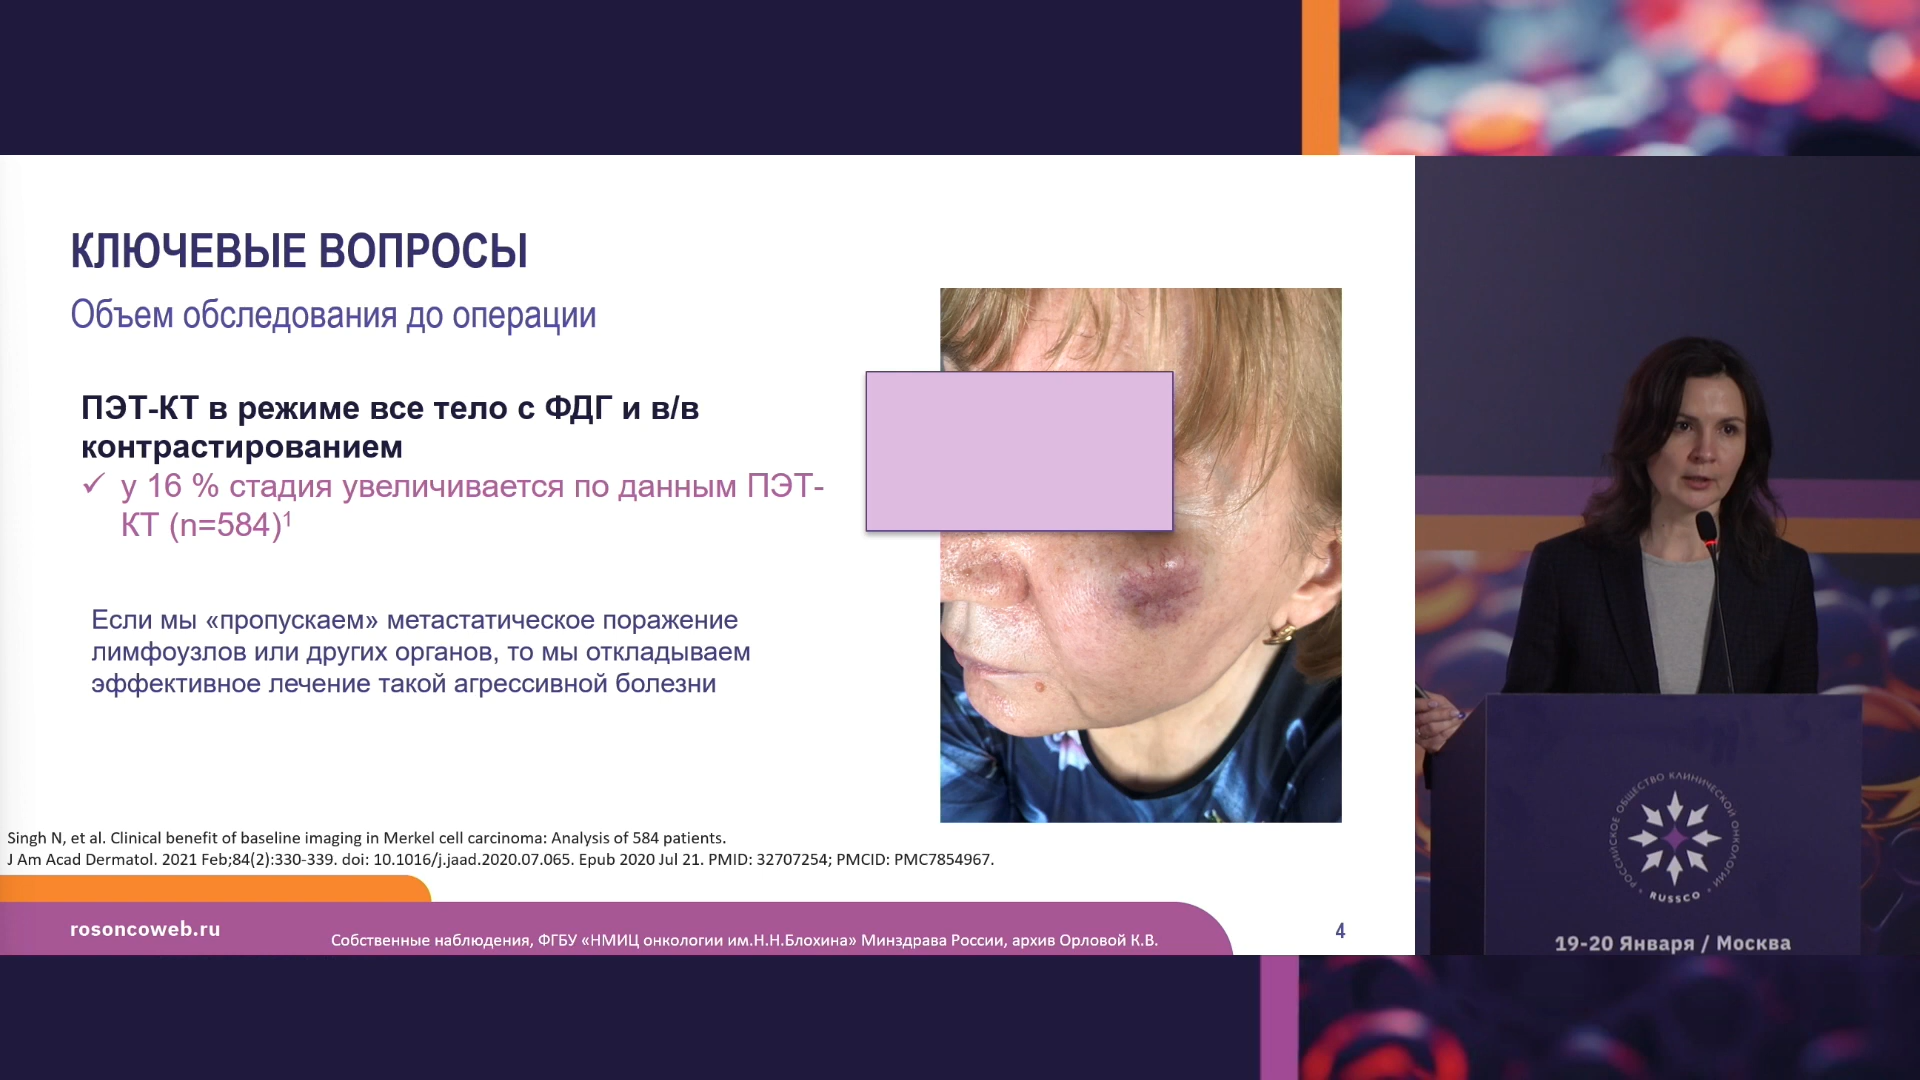 КЛЮЧЕВЫЕ ВОПРОСЫ
Объем обследования до операции
ПЭТ-КТ в режиме все тело с ФДГ и в/в
контрастированием
✓ у 16 % стадия увеличивается по данным ПЭТ-
КТ (n=584)¹
Если мы «пропускаем» метастатическое поражение
лимфоузлов или других органов, то мы откладываем
эффективное лечение такой агрессивной болезни
Singh N, et al. Clinical benefit of baseline imaging in Merkel cell carcinoma: Analysis of 584 patients.
J Am Acad Dermatol. 2021 Feb;84(2):330-339. doi: 10.1016/j.jaad.2020.07.065. Epub 2020 Jul 21. PMID: 32707254; PMCID: PMC7854967.
rosoncoweb.ru
Собственные наблюдения, ФГБУ «НМИЦ онкологии им.Н.Н.Блохина» Минздрава России, архив Орловой К.В.
4
РОССИЙСКОЕ ОБЩЕСТВО КЛИНИЧЕСКОЙ ОНКОЛОГИИ
RUSSCO
19-20 Января / Москва